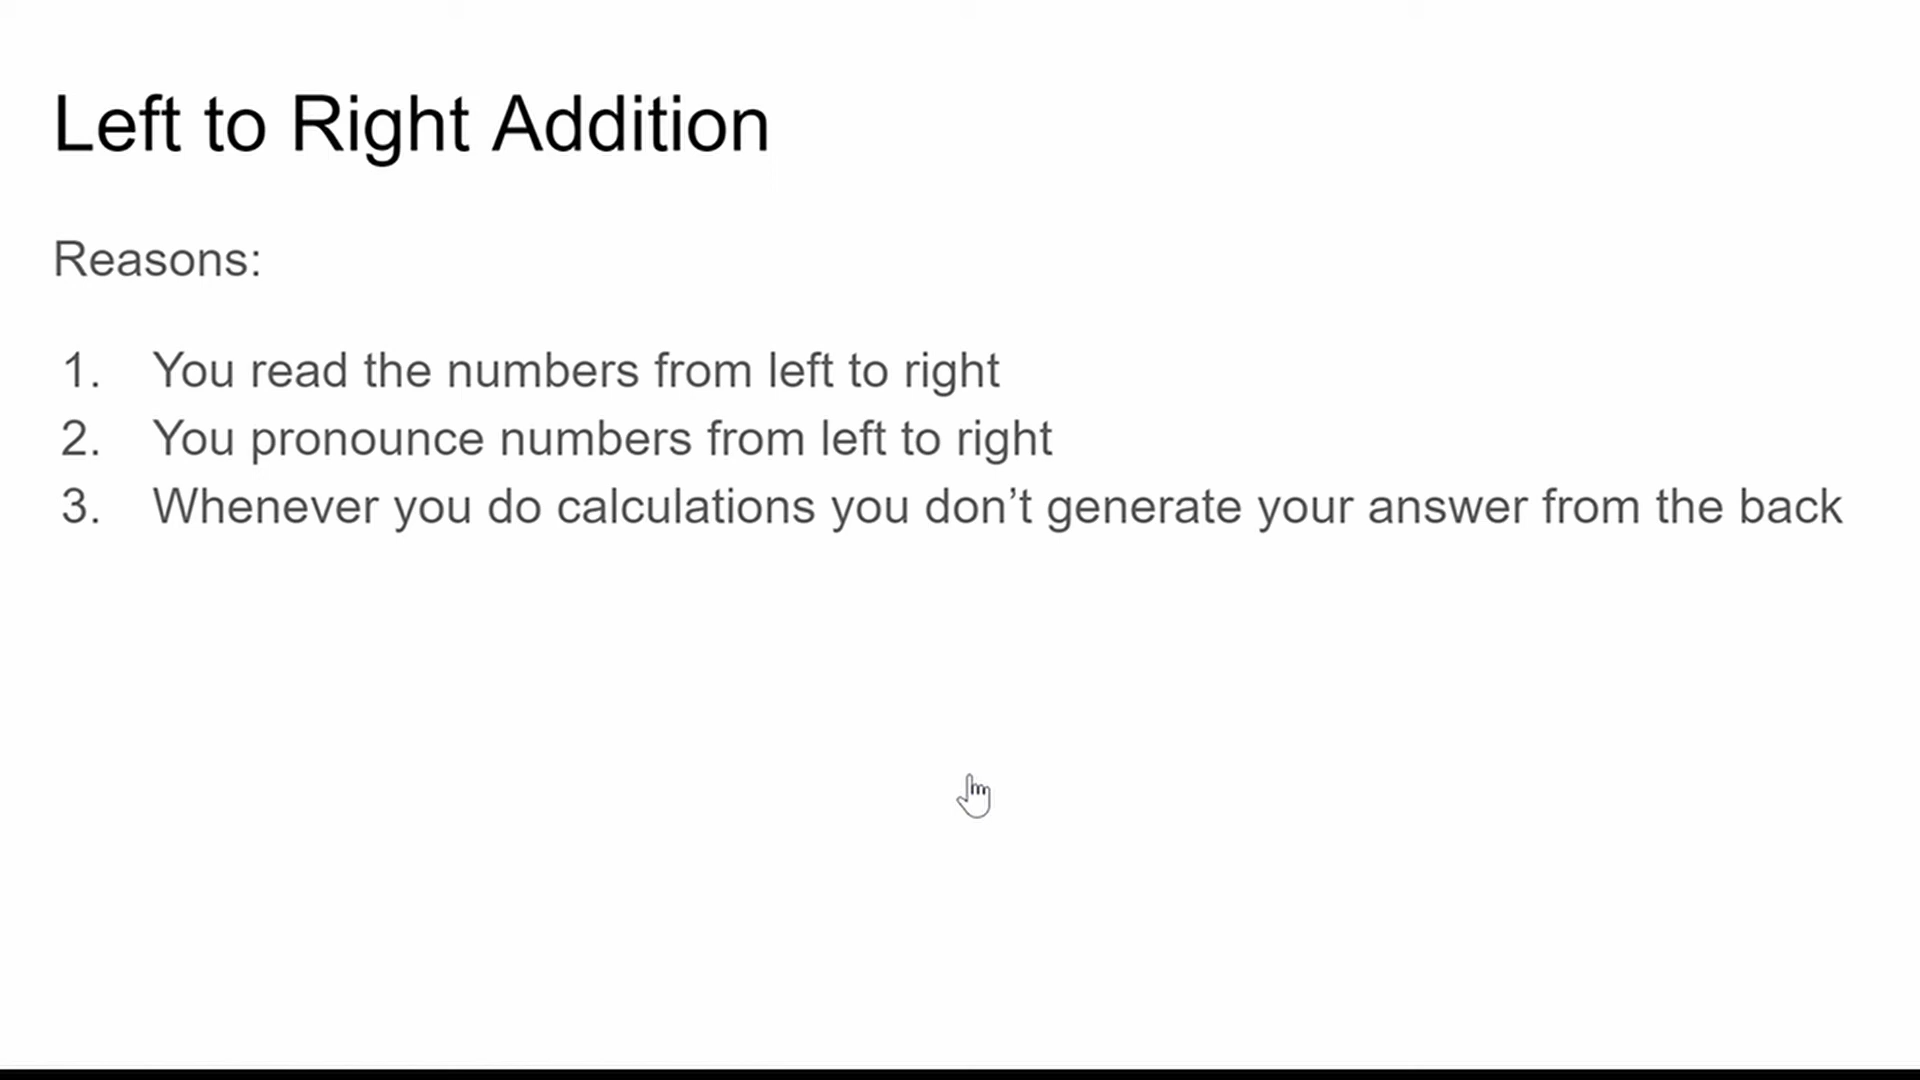 Left to Right Addition
Reasons:
1. You read the numbers from left to right
2. You pronounce numbers from left to right
3. Whenever you do calculations you don’t generate your answer from the back